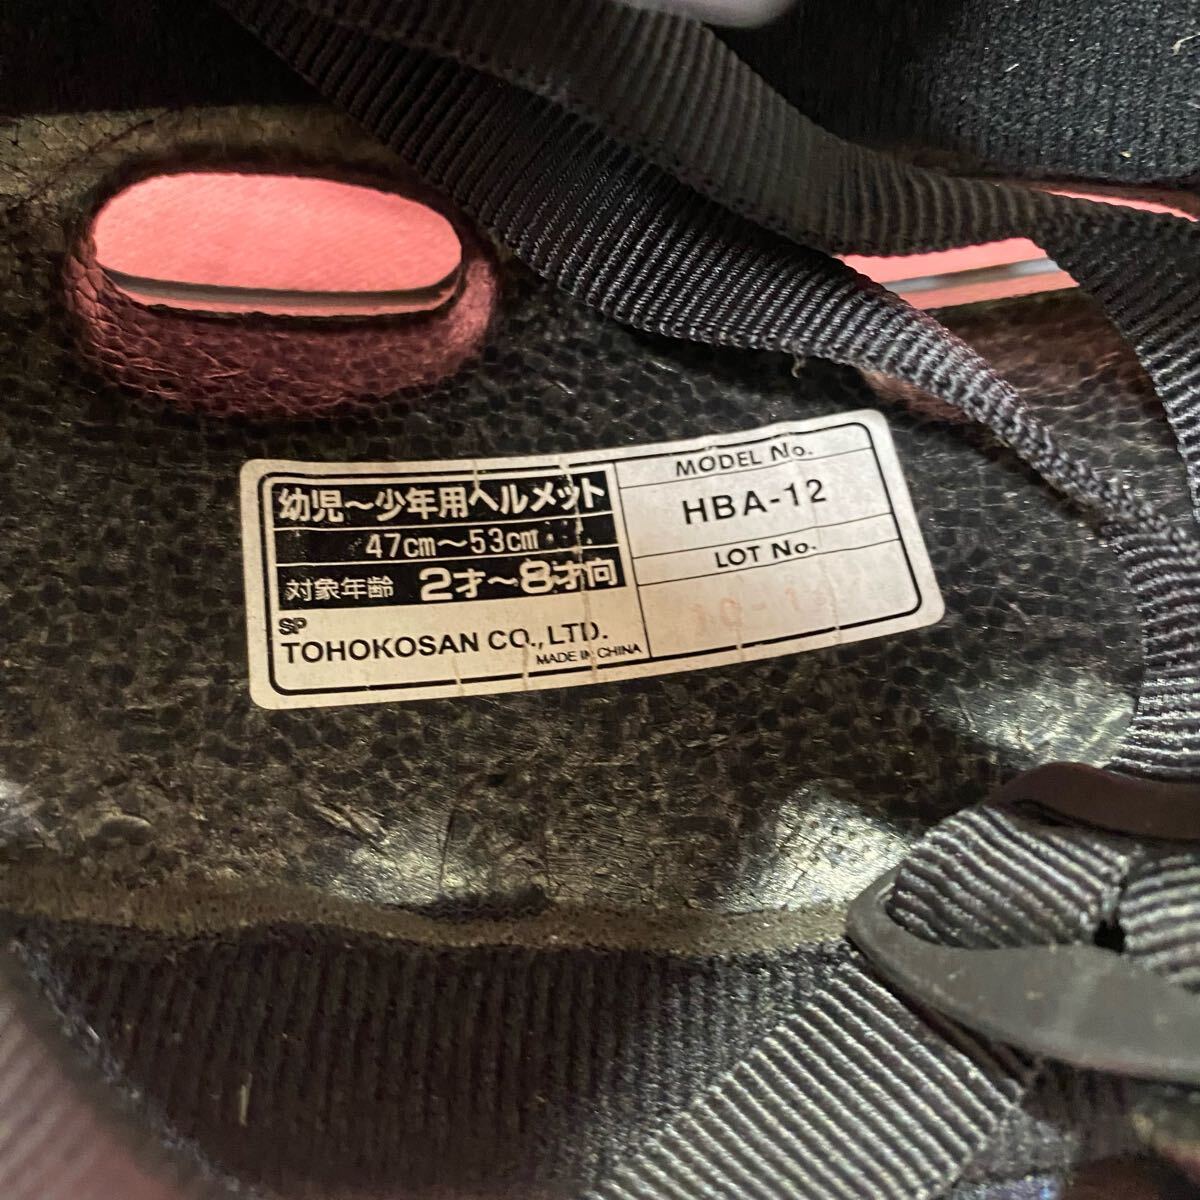 幼児～少年用ヘルメット
47cm～53cm
対象年齢 2才～8才向
SP
TOHOKOSAN CO.,LTD.
MADE IN CHINA
MODEL No.
HBA-12
LOT No.